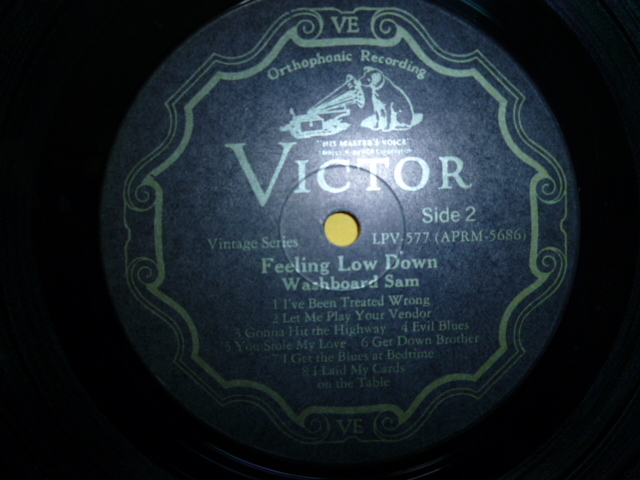 VE
Orthophonic Recording
"HIS MASTER'S VOICE"
VICTOR
Side 2
Vintage Series LPV-577 (APRM-5686)
Feeling Low Down
Washboard Sam
1 I've Been Treated Wrong
2 Let Me Play Your Vendor
3 Gonna Hit the Highway 4 Evil Blues
5 You Stole My Love 6 Get Down Brother
7 I Get the Blues at Bedtime
8 I Laid My Cards
on the Table
VE